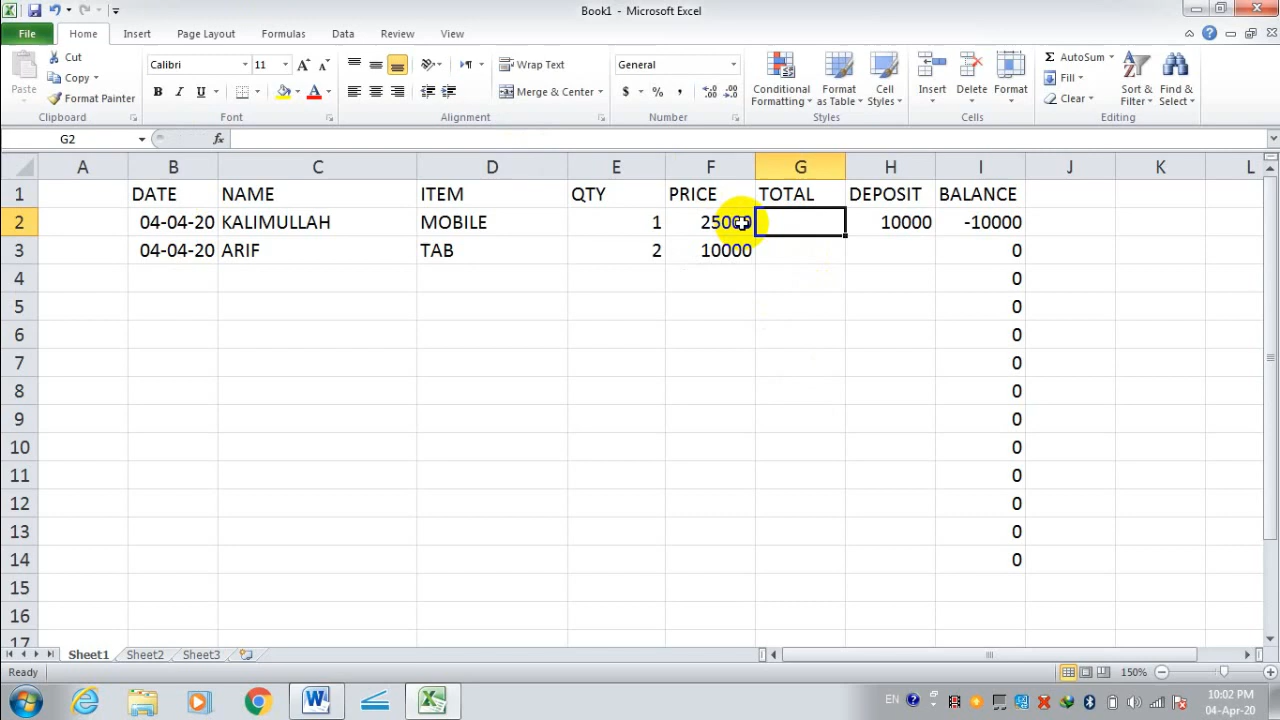 Book1 - Microsoft Excel
File Home Insert Page Layout Formulas Data Review View
Paste
Cut
Copy
Format Painter
Clipboard
Calibri 11
B I U
Font
Wrap Text
Merge & Center
Alignment
General
$ % ,
Number
Conditional Formatting
Format as Table
Cell Styles
Styles
Insert
Delete
Format
Cells
AutoSum
Fill
Clear
Sort & Filter
Find & Select
Editing
G2 fx
A B C D E F G H I J K L
1 DATE NAME ITEM QTY PRICE TOTAL DEPOSIT BALANCE
2 04-04-20 KALIMULLAH MOBILE 1 25000 10000 -10000
3 04-04-20 ARIF TAB 2 10000 0
4 0
5 0
6 0
7 0
8 0
9 0
10 0
11 0
12 0
13 0
14 0
15
16
17
Sheet1 Sheet2 Sheet3
Ready 150%
EN 10:02 PM
04-Apr-20